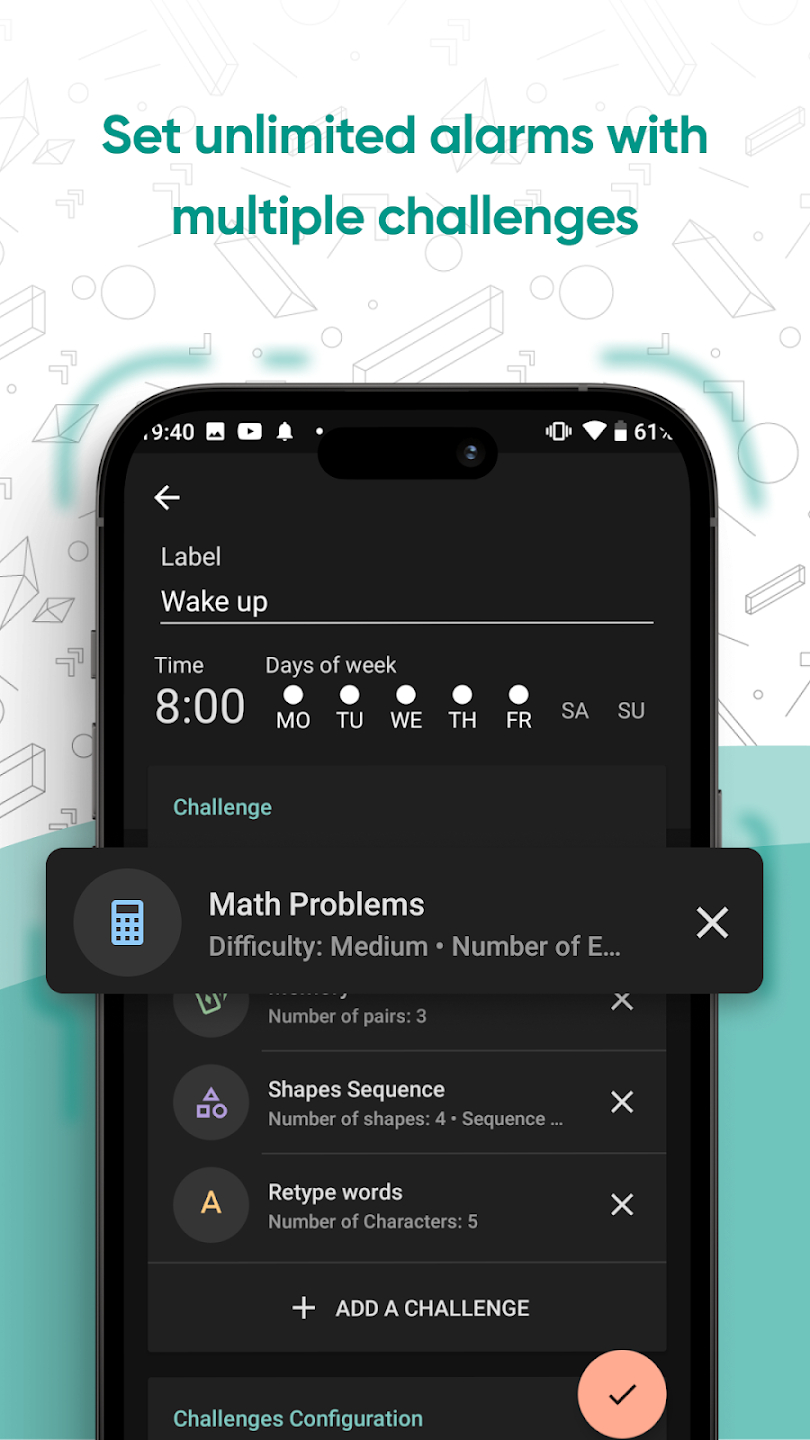 Set unlimited alarms with
multiple challenges
9:40 61%
Label
Wake up
Time Days of week
8:00 MO TU WE TH FR SA SU
Challenge
Math Problems
Difficulty: Medium • Number of E...
Number of pairs: 3
Shapes Sequence
Number of shapes: 4 • Sequence ...
A Retype words
Number of Characters: 5
+ ADD A CHALLENGE
Challenges Configuration